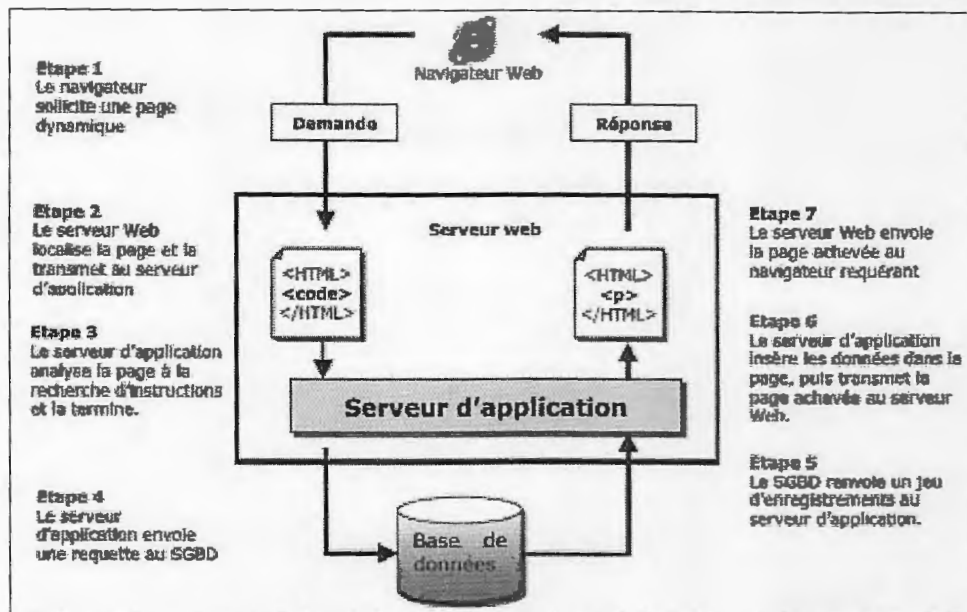 Navigateur Web
Etape 1
Le navigateur
sollicite une page
dynamique
Demande
Réponse
Etape 2
Le serveur Web
localise la page et la
transmet au serveur
d'application
Serveur web
<HTML>
<code>
</HTML>
<HTML>
<p>
</HTML>
Etape 7
Le serveur Web envoie
la page achevée au
navigateur requérant
Etape 3
Le serveur d'application
analyse la page à la
recherche d'instructions
et la termine.
Serveur d'application
Etape 6
Le serveur d'application
insère les données dans la
page, puis transmet la
page achevée au serveur
Web.
Etape 4
Le serveur
d'application envoie
une requette au SGBD
Base de
données
Etape 5
Le SGBD renvoie un jeu
d'enregistrements au
serveur d'application.